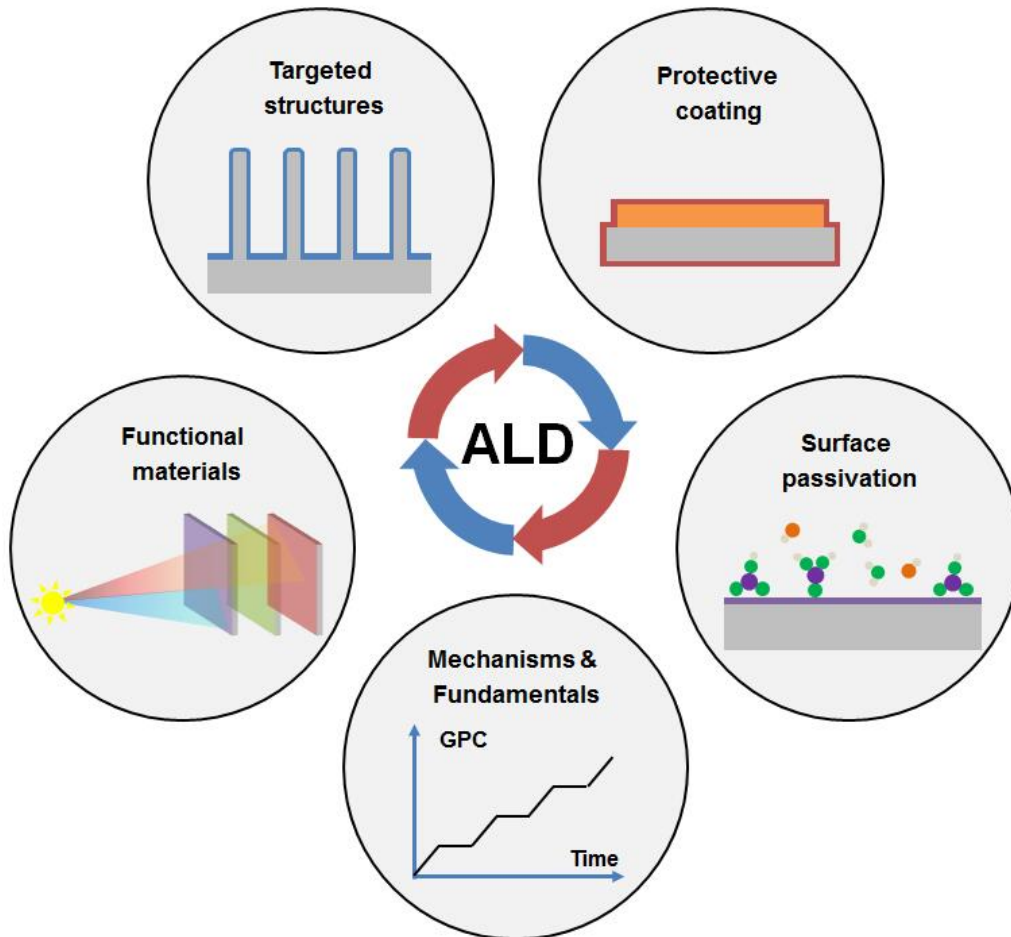 Targeted
structures
Protective
coating
ALD
Functional
materials
Surface
passivation
Mechanisms &
Fundamentals
GPC
Time